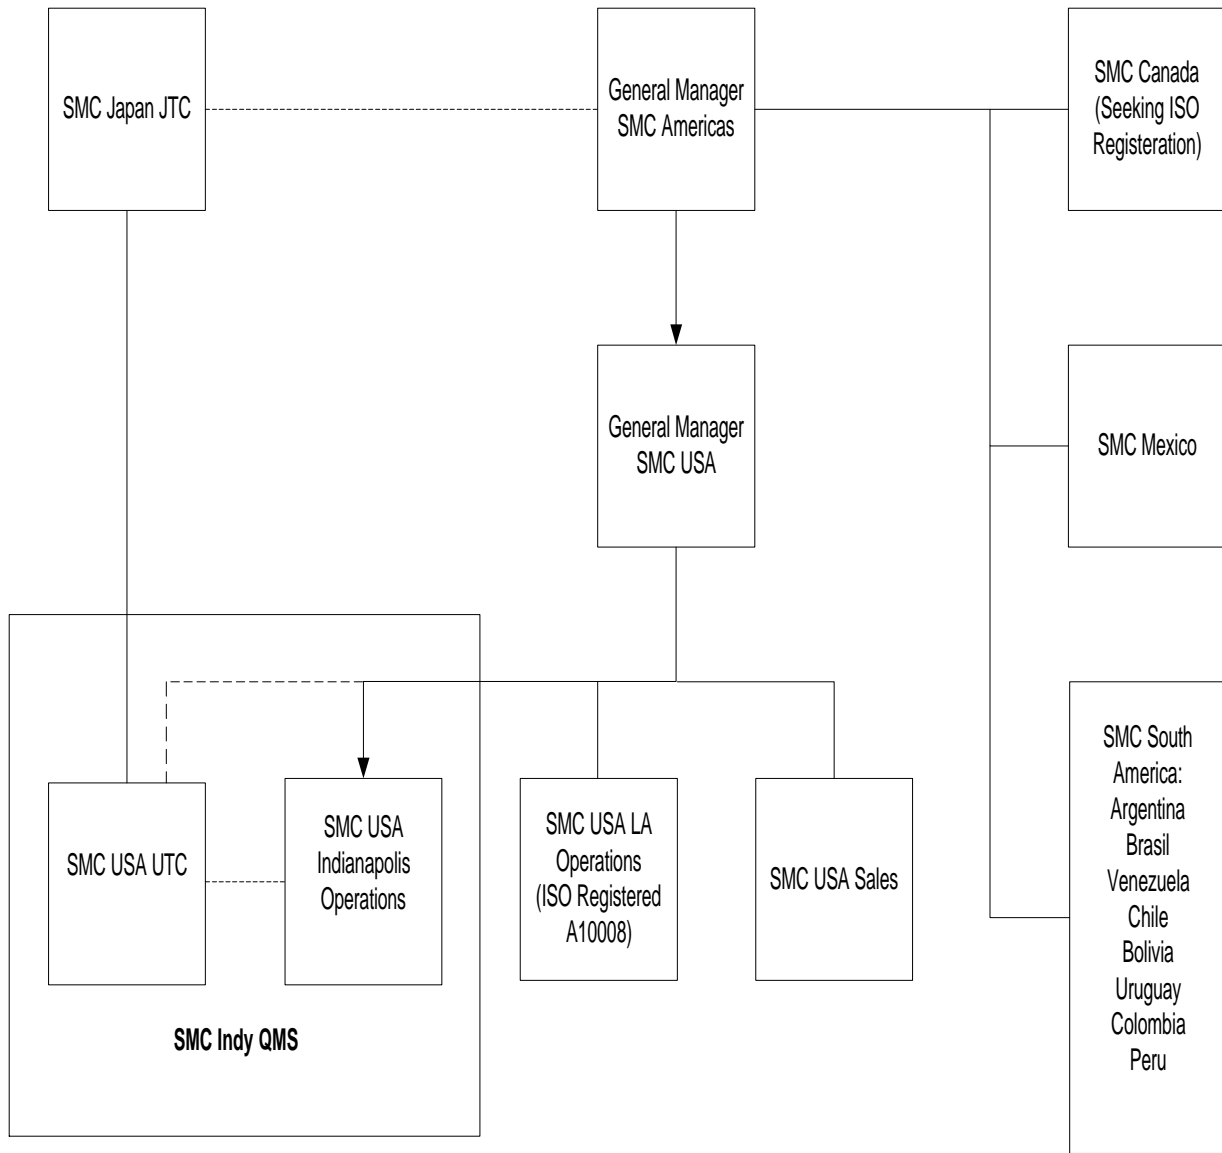 SMC Japan JTC
General Manager
SMC Americas
SMC Canada
(Seeking ISO
Registeration)
General Manager
SMC USA
SMC Mexico
SMC USA UTC
SMC USA
Indianapolis
Operations
SMC USA LA
Operations
(ISO Registered
A10008)
SMC USA Sales
SMC South
America:
Argentina
Brasil
Venezuela
Chile
Bolivia
Uruguay
Colombia
Peru
SMC Indy QMS